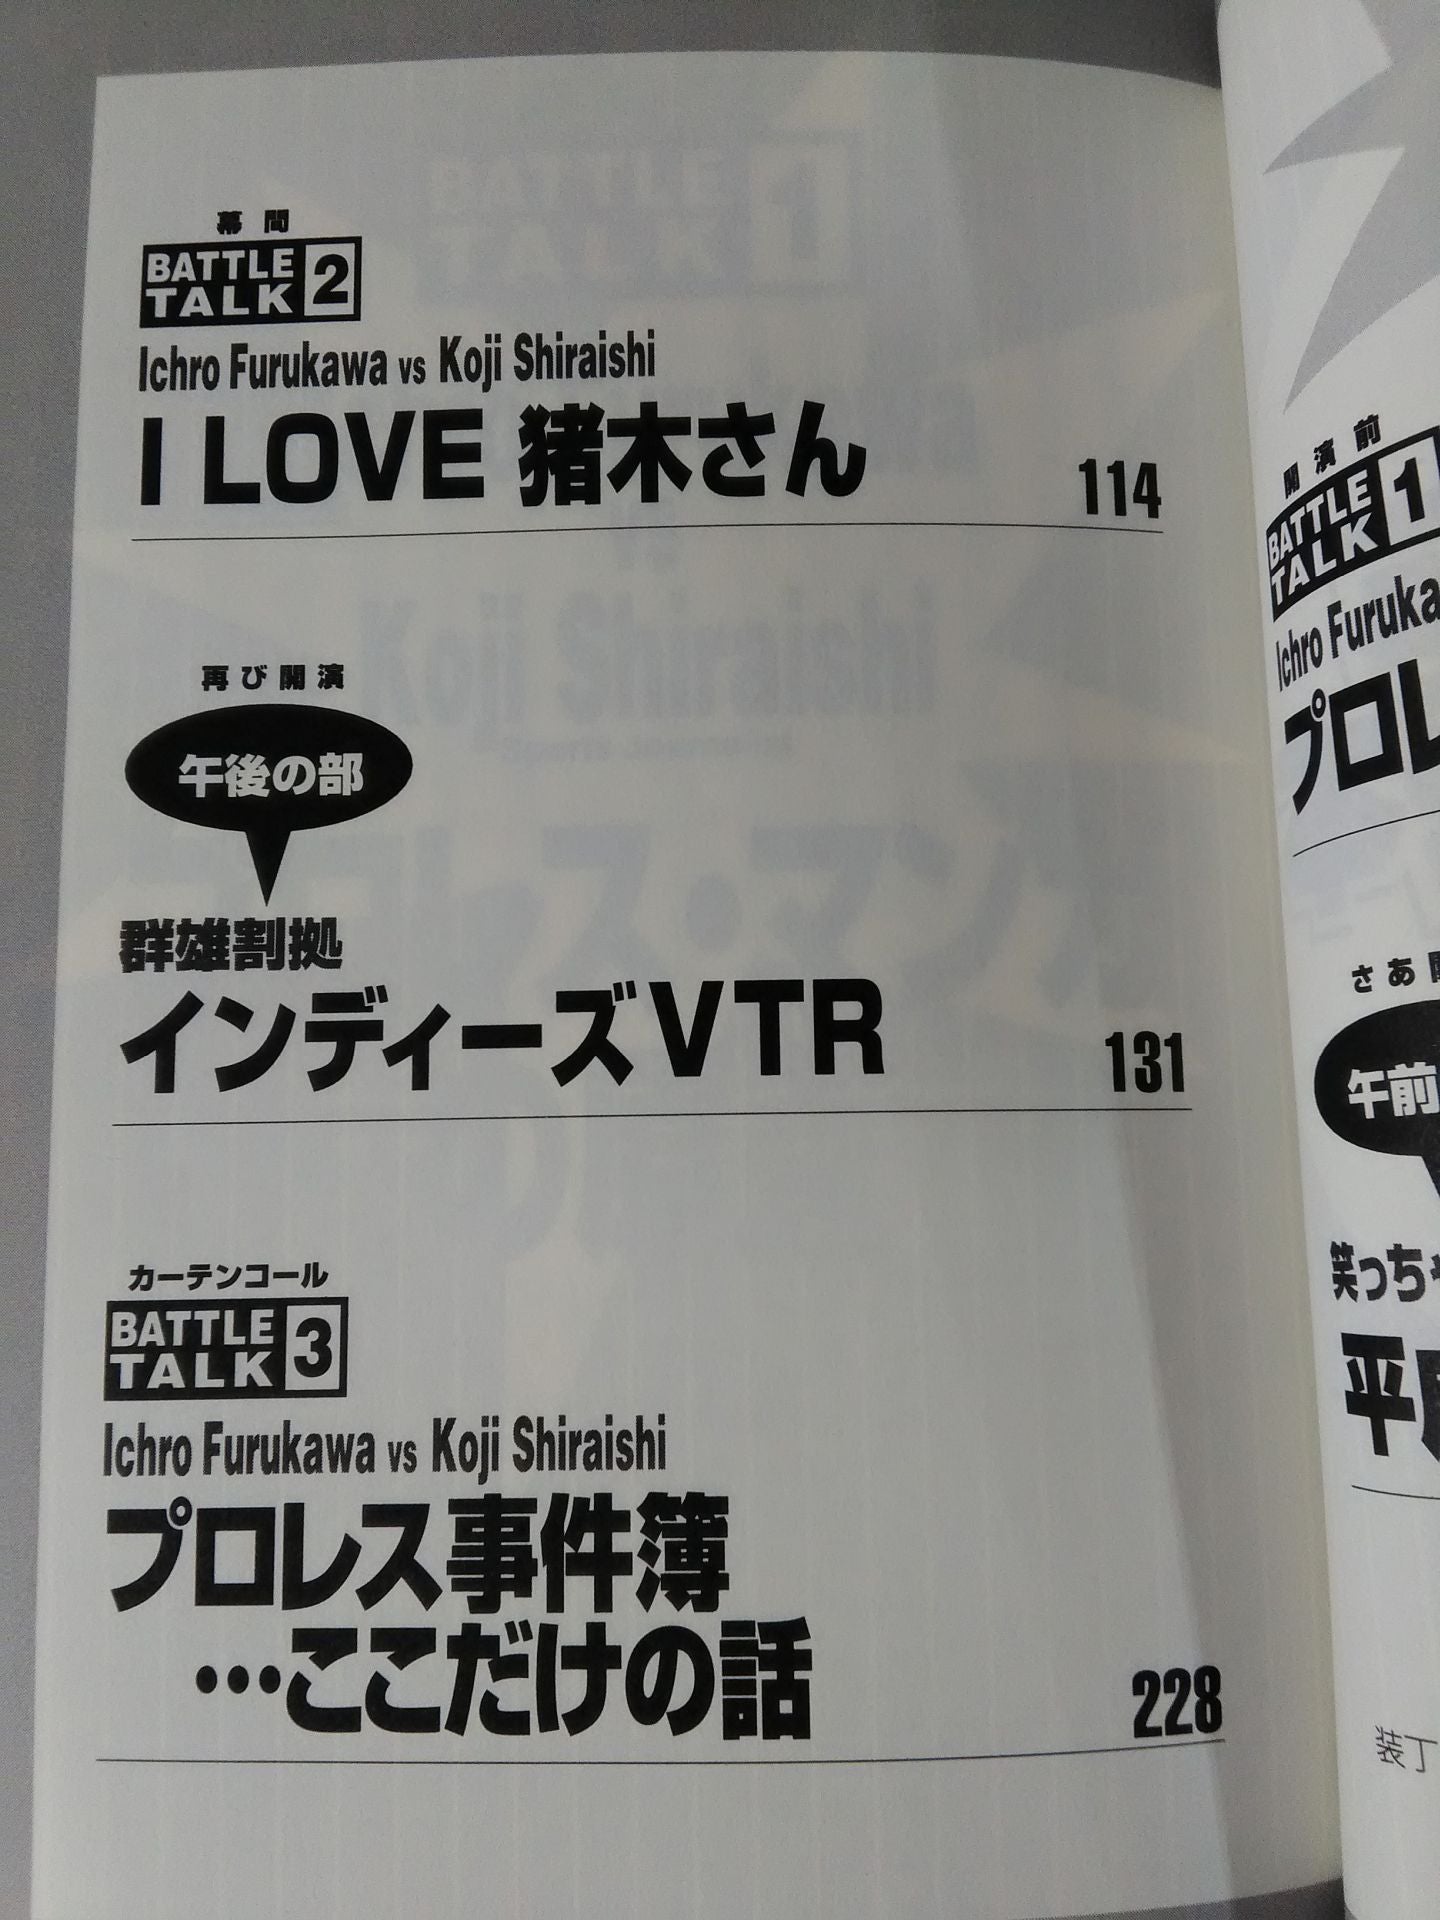 幕間
BATTLE
TALK 2
Ichro Furukawa vs Koji Shiraishi
I LOVE 猪木さん 114
再び開演
午後の部
群雄割拠
インディーズVTR 131
カーテンコール
BATTLE
TALK 3
Ichro Furukawa vs Koji Shiraishi
プロレス事件簿
…ここだけの話 228
開演前
BATTLE
TALK 1
Ichro
プロレ
さあ
午前
笑っち
平
装丁